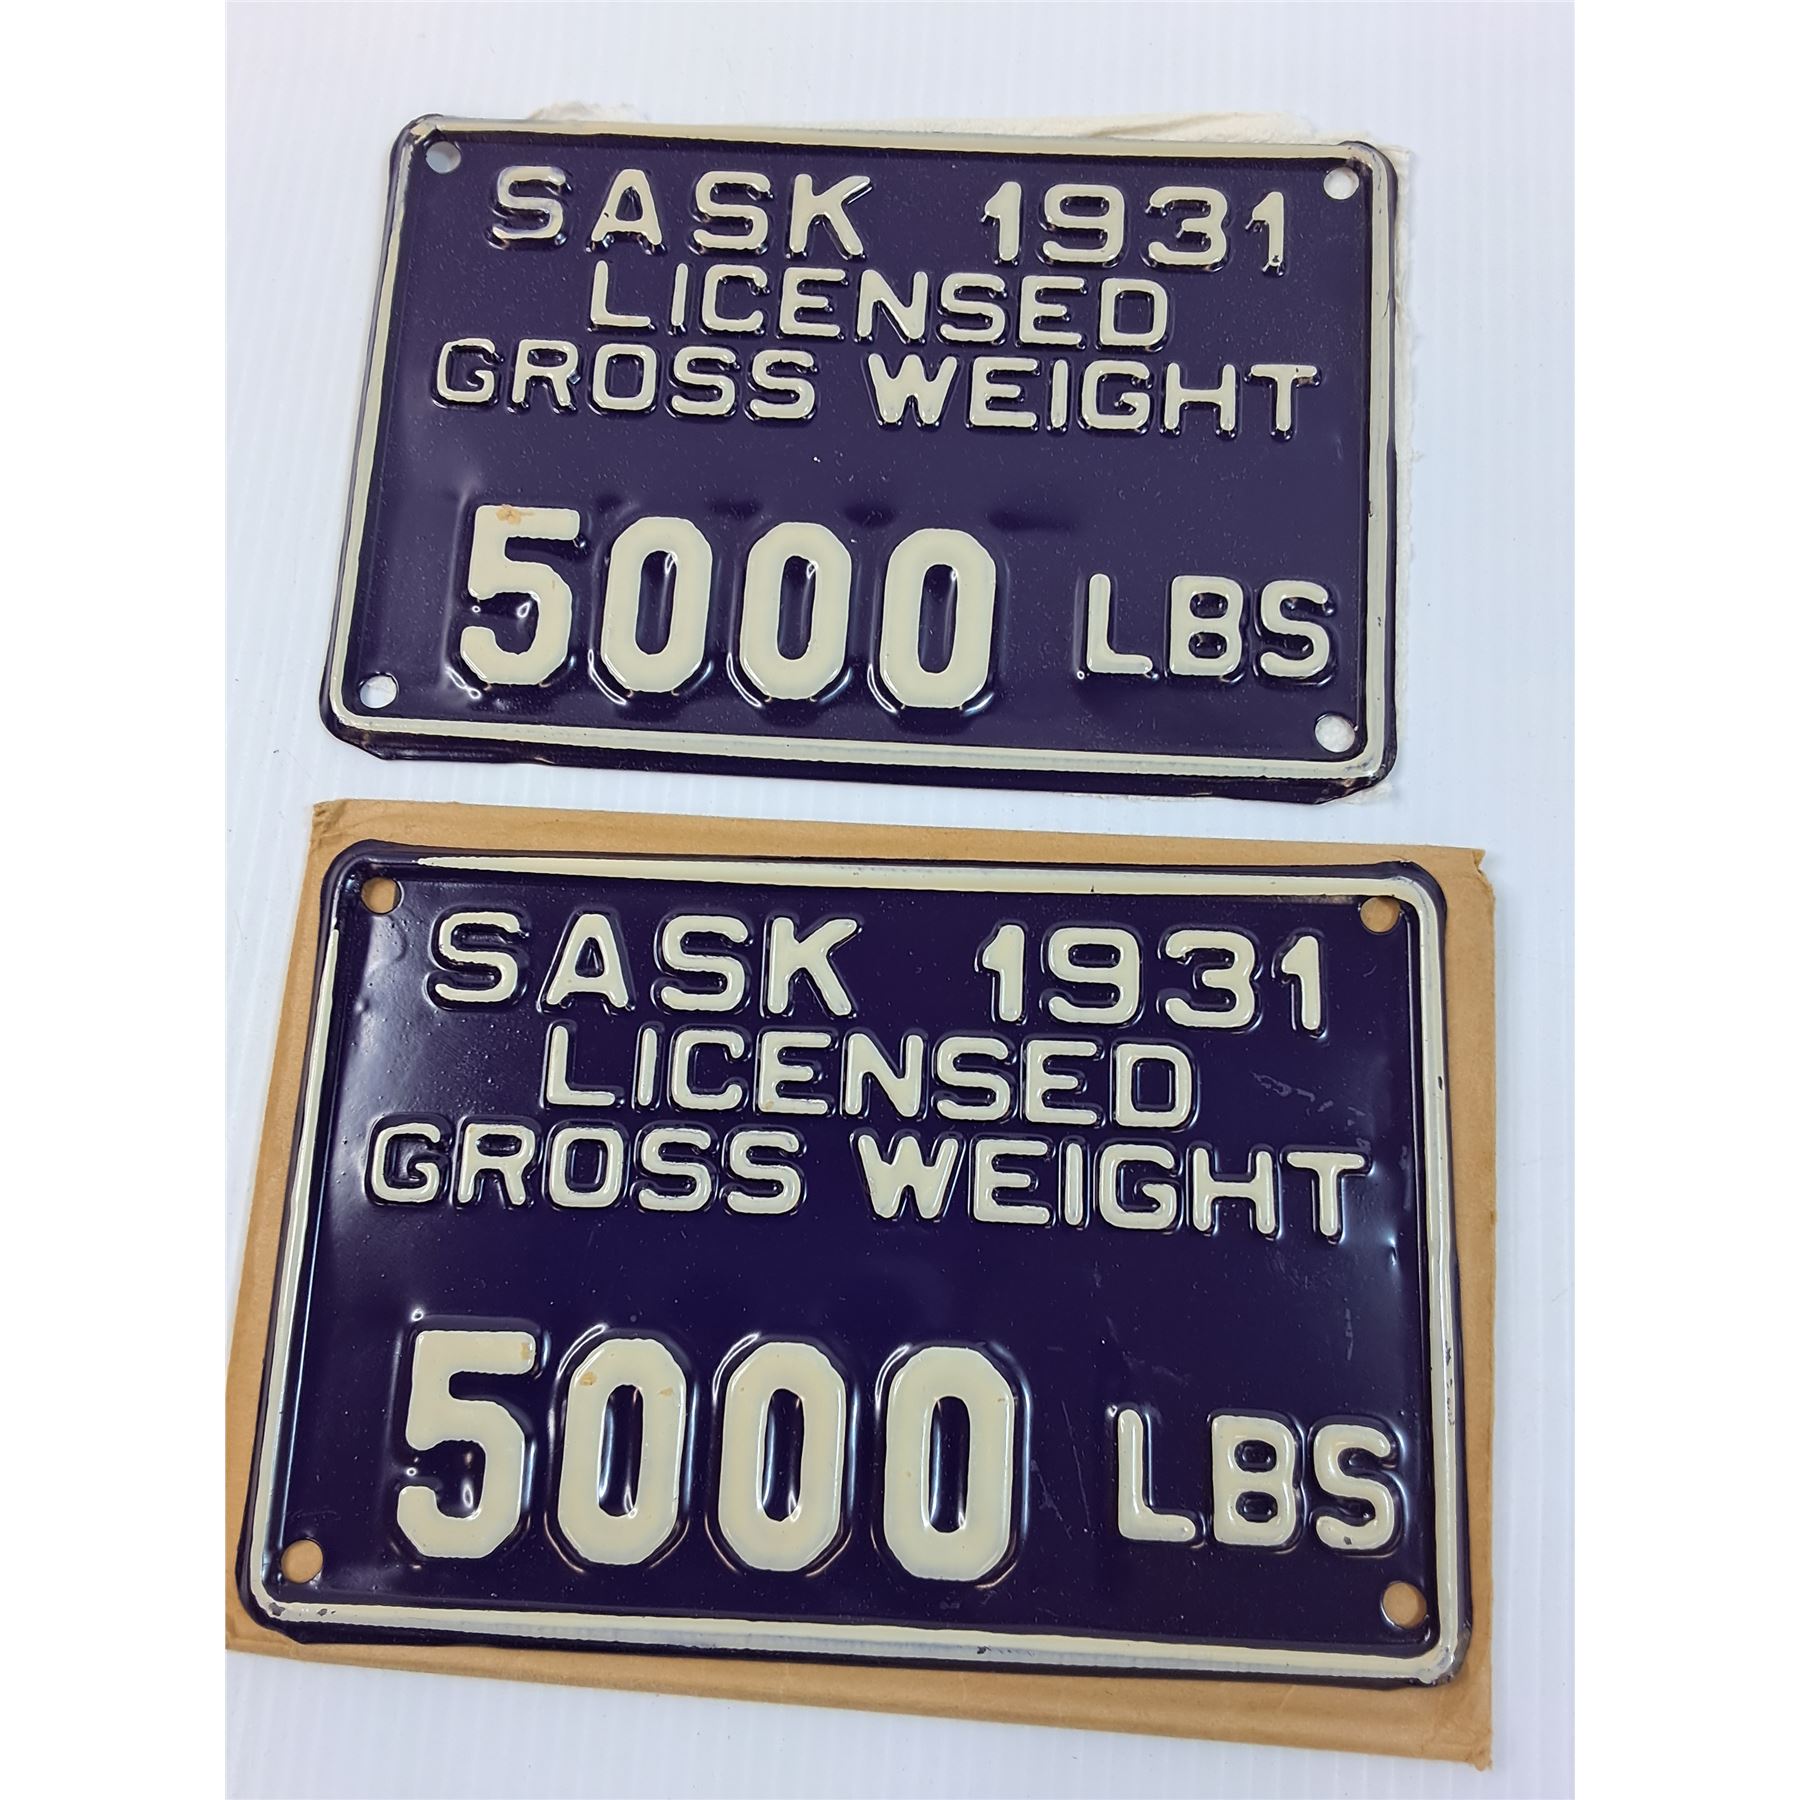 SASK 1931
LICENSED
GROSS WEIGHT
5000 LBS
SASK 1931
LICENSED
GROSS WEIGHT
5000 LBS